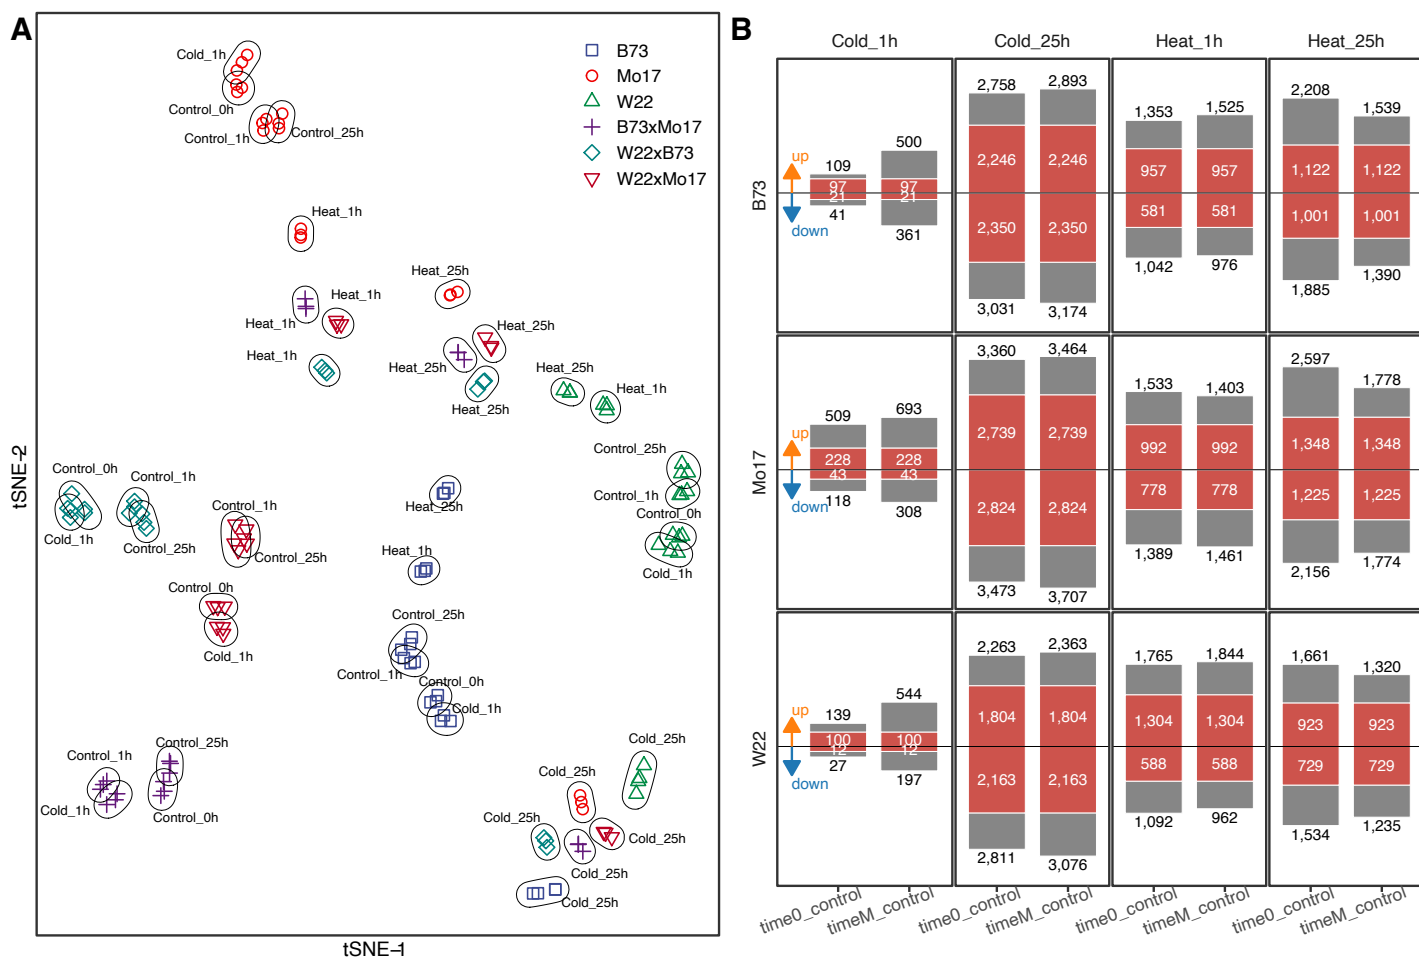 A
Cold_1h
Control_0h
Control_1h
Control_25h
B73
Mo17
W22
B73xMo17
W22xB73
W22xMo17
Heat_1h
Heat_25h
Heat_1h
Heat_1h
Heat_25h
Heat_25h
Heat_1h
Heat_25h
Heat_25h
Heat_1h
Control_25h
Control_1h
Control_0h
Cold_1h
Control_0h
Control_1h
Cold_1h
Control_25h
Control_1h
Control_25h
Heat_25h
Heat_1h
Control_0h
Cold_1h
Control_25h
Control_1h
Control_0h
Cold_1h
Control_1h
Control_25h
Cold_1h
Control_0h
Cold_25h
Cold_25h
Cold_25h
Cold_25h
Cold_25h
Cold_25h
tSNE-2
tSNE-1
B
Cold_1h
Cold_25h
Heat_1h
Heat_25h
B73
up
down
109
97
21
41
500
97
21
361
2,758
2,246
2,350
3,031
2,893
2,246
2,350
3,174
1,353
957
581
1,042
1,525
957
581
976
2,208
1,122
1,001
1,885
1,539
1,122
1,001
1,390
Mo17
up
down
509
228
43
118
693
228
43
308
3,360
2,739
2,824
3,473
3,464
2,739
2,824
3,707
1,533
992
778
1,389
1,403
992
778
1,461
2,597
1,348
1,225
2,156
1,778
1,348
1,225
1,774
W22
up
down
139
100
12
27
544
100
12
197
2,263
1,804
2,163
2,811
2,363
1,804
2,163
3,076
1,765
1,304
588
1,092
1,844
1,304
588
962
1,661
923
729
1,534
1,320
923
729
1,235
time0_control
timeM_control
time0_control
timeM_control
time0_control
timeM_control
time0_control
timeM_control